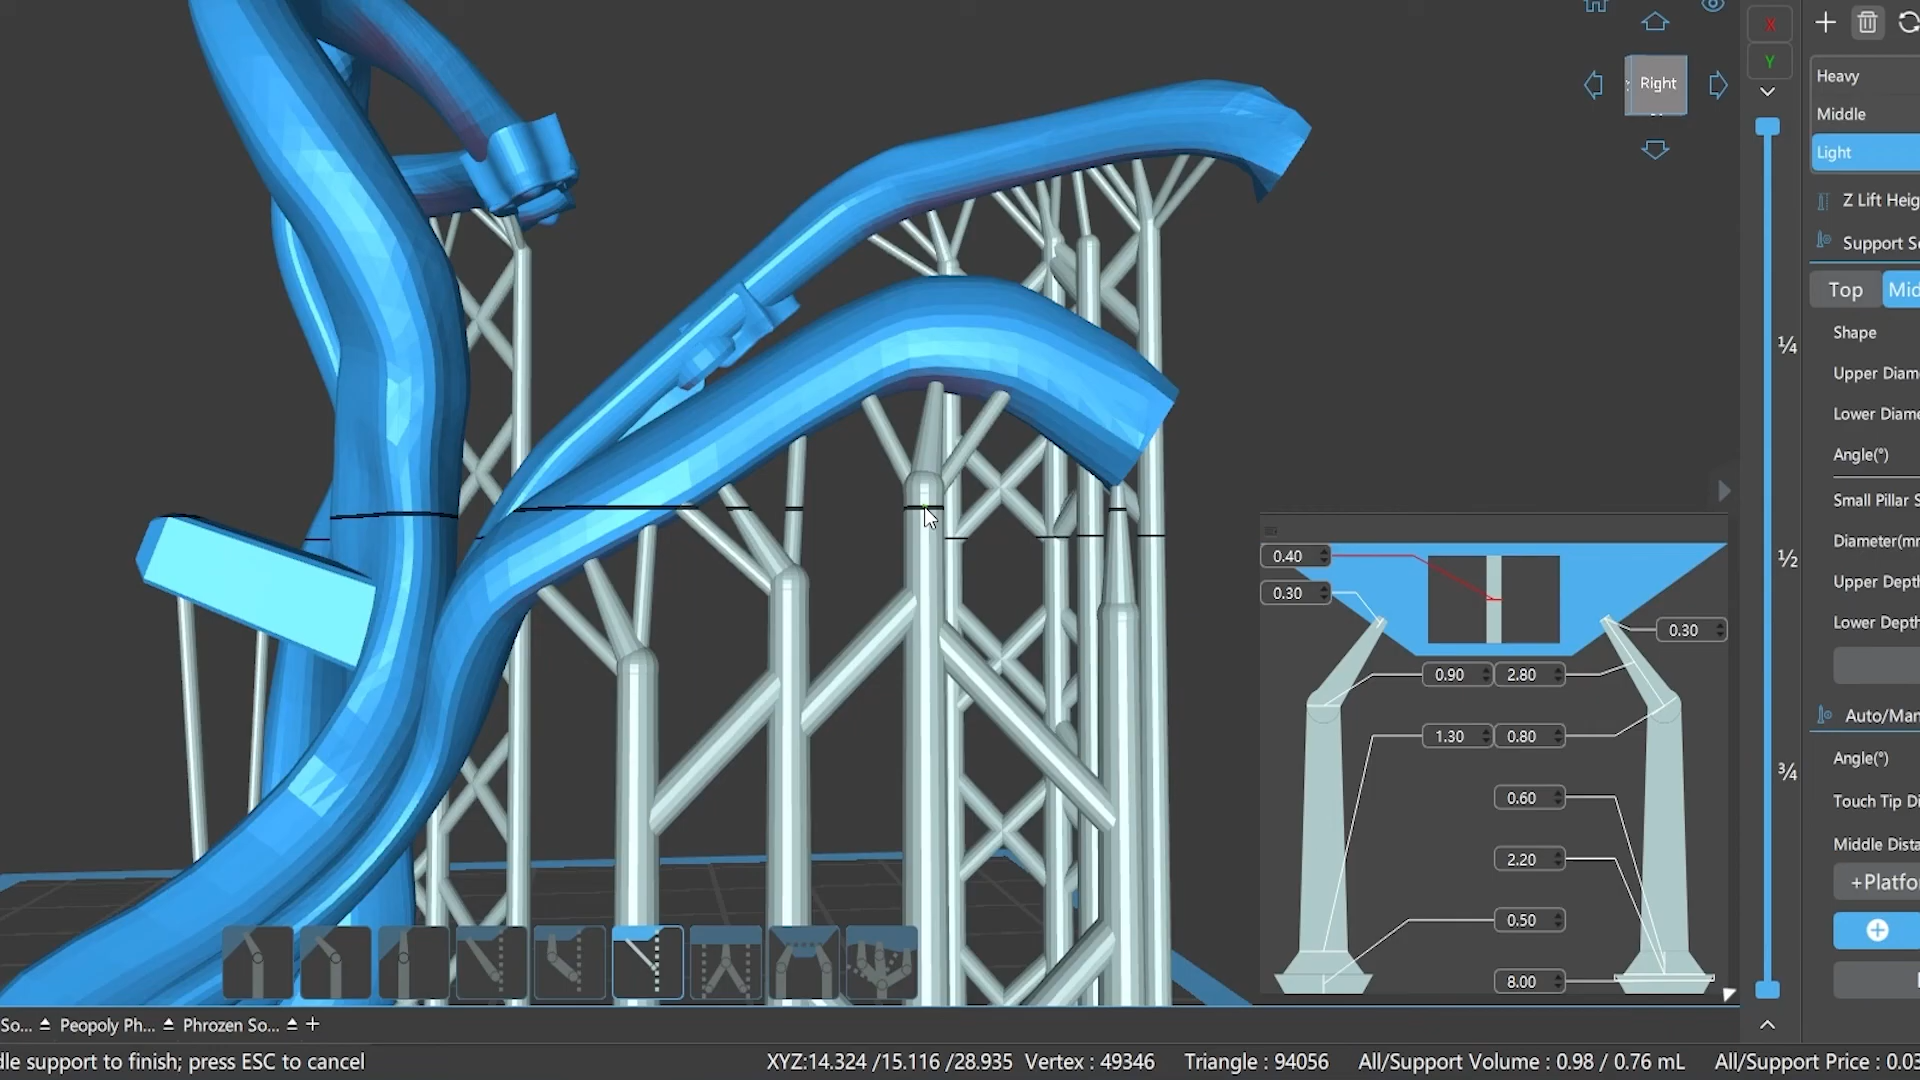 Right
X
Y
Heavy
Middle
Light
Z Lift Heig
Support Se
Top
Mid
Shape
Upper Diam
Lower Diame
Angle(°)
Small Pillar S
Diameter(mm
Upper Depth
Lower Depth
Auto/Man
Angle(°)
Touch Tip Di
Middle Dista
+Platfo
1/4
1/2
3/4
0.40
0.30
0.30
0.90 2.80
1.30 0.80
0.60
2.20
0.50
8.00
So... Peopoly Ph... Phrozen So... +
dle support to finish; press ESC to cancel
XYZ:14.324 /15.116 /28.935 Vertex : 49346 Triangle : 94056 All/Support Volume : 0.98 / 0.76 mL All/Support Price : 0.03